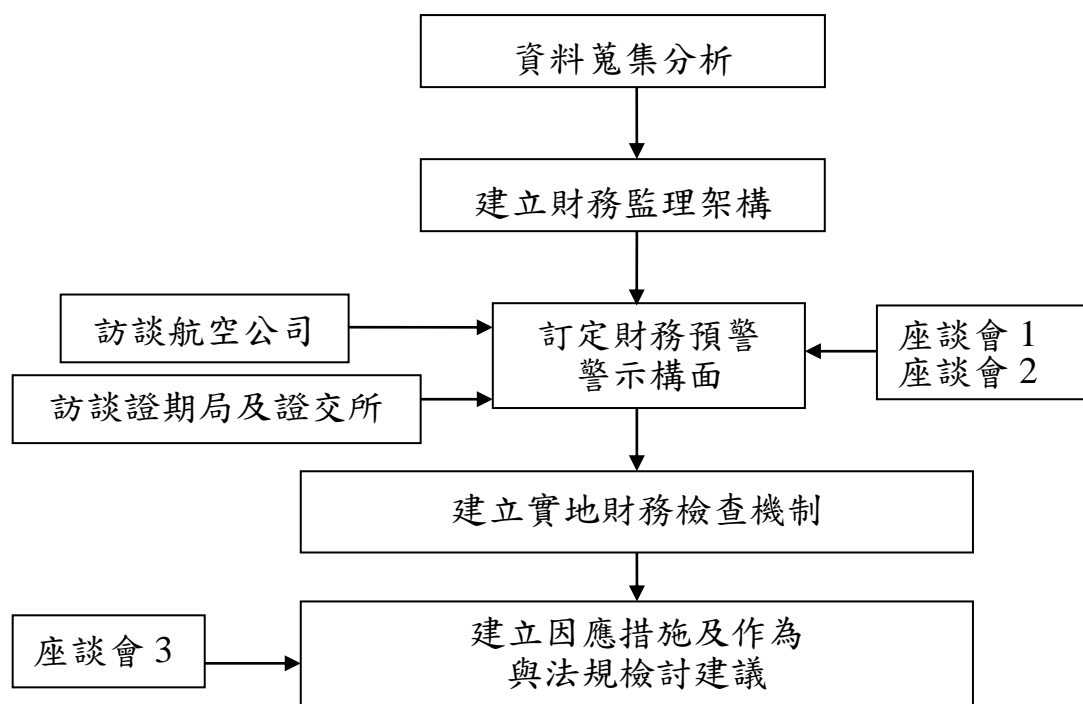 資料蒐集分析
建立財務監理架構
訪談航空公司
訪談證期局及證交所
訂定財務預警
警示構面
座談會 1
座談會 2
建立實地財務檢查機制
座談會 3
建立因應措施及作為
與法規檢討建議